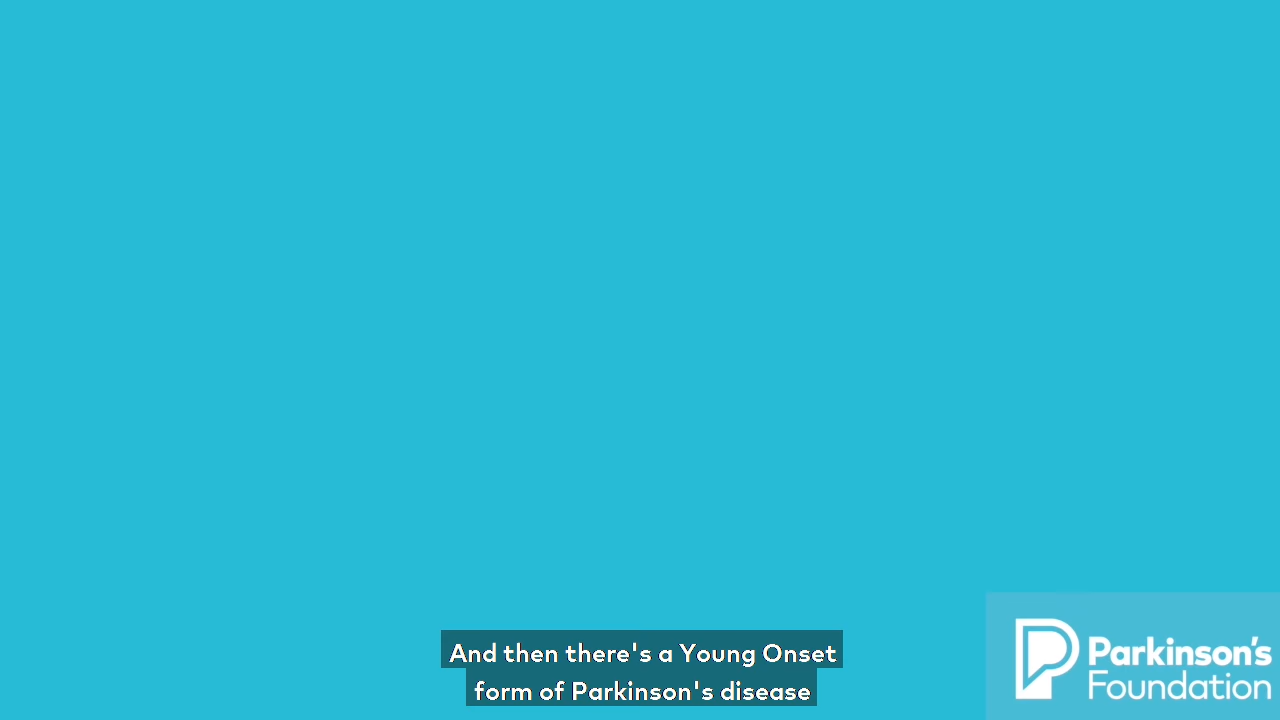 And then there's a Young Onset
form of Parkinson's disease
Parkinson's
Foundation